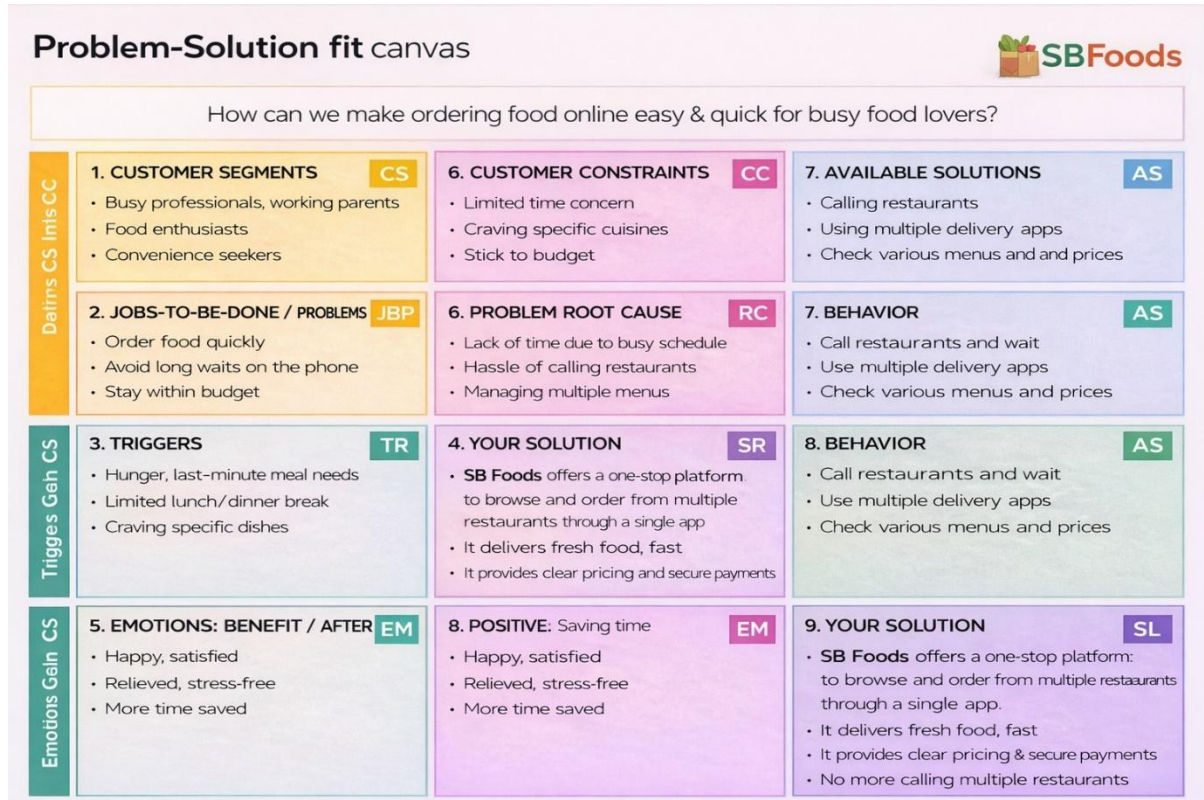 Problem-Solution fit canvas
SBFoods
How can we make ordering food online easy & quick for busy food lovers?
Datins CS Inis CC
1. CUSTOMER SEGMENTS CS
• Busy professionals, working parents
• Food enthusiasts
• Convenience seekers
6. CUSTOMER CONSTRAINTS CC
• Limited time concern
• Craving specific cuisines
• Stick to budget
7. AVAILABLE SOLUTIONS AS
• Calling restaurants
• Using multiple delivery apps
• Check various menus and and prices
2. JOBS-TO-BE-DONE / PROBLEMS JBP
• Order food quickly
• Avoid long waits on the phone
• Stay within budget
6. PROBLEM ROOT CAUSE RC
• Lack of time due to busy schedule
• Hassle of calling restaurants
• Managing multiple menus
7. BEHAVIOR AS
• Call restaurants and wait
• Use multiple delivery apps
• Check various menus and prices
Trigges Gah CS
3. TRIGGERS TR
• Hunger, last-minute meal needs
• Limited lunch/dinner break
• Craving specific dishes
4. YOUR SOLUTION SR
• SB Foods offers a one-stop platform
to browse and order from multiple
restaurants through a single app
• It delivers fresh food, fast
• It provides clear pricing and secure payments
8. BEHAVIOR AS
• Call restaurants and wait
• Use multiple delivery apps
• Check various menus and prices
Emotions Galn CS
5. EMOTIONS: BENEFIT / AFTER EM
• Happy, satisfied
• Relieved, stress-free
• More time saved
8. POSITIVE: Saving time EM
• Happy, satisfied
• Relieved, stress-free
• More time saved
9. YOUR SOLUTION SL
• SB Foods offers a one-stop platform:
to browse and order from multiple restaurants
through a single app.
• It delivers fresh food, fast
• It provides clear pricing & secure payments
• No more calling multiple restaurants